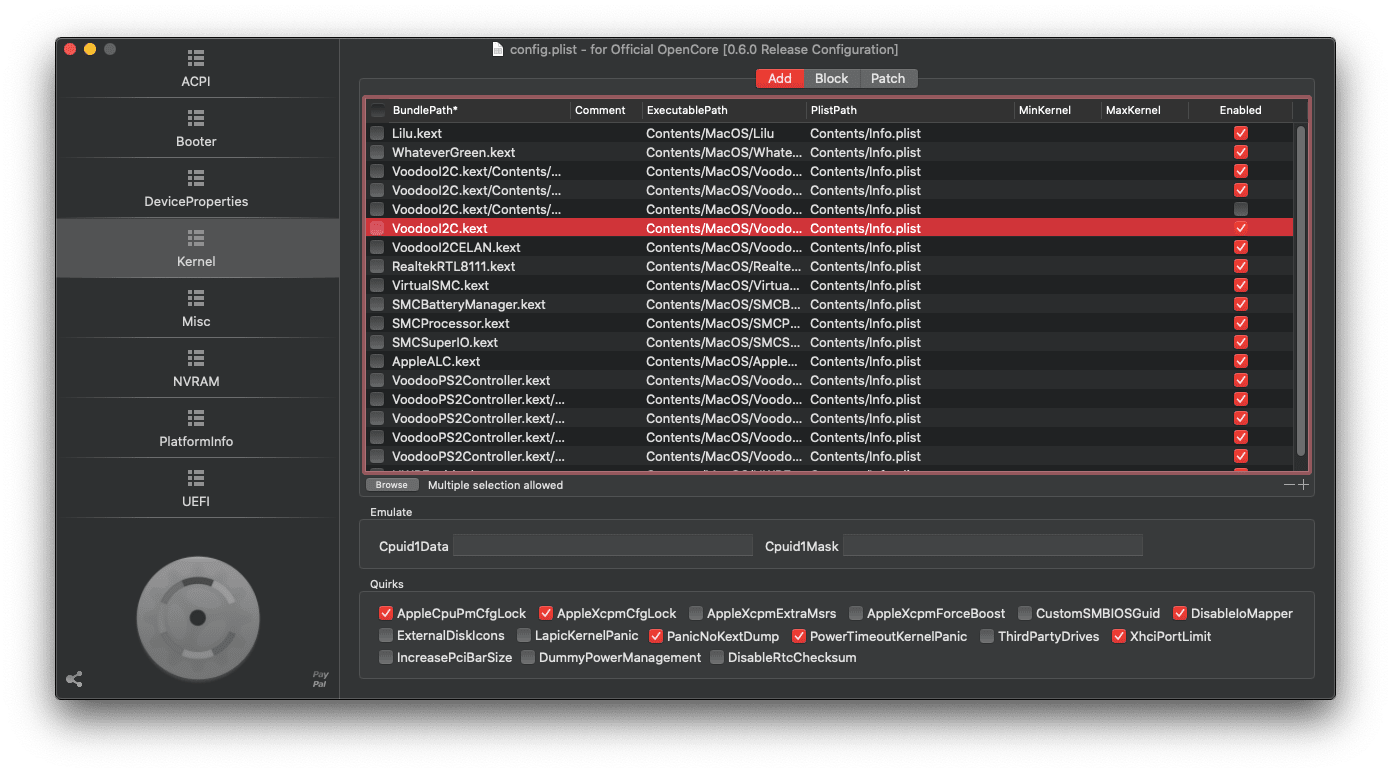 config.plist - for Official OpenCore [0.6.0 Release Configuration]
ACPI
Booter
DeviceProperties
Kernel
Misc
NVRAM
PlatformInfo
UEFI
Pay
Pal
Add Block Patch
BundlePath* Comment ExecutablePath PlistPath MinKernel MaxKernel Enabled
Lilu.kext Contents/MacOS/Lilu Contents/Info.plist
WhateverGreen.kext Contents/MacOS/Whate... Contents/Info.plist
VoodooI2C.kext/Contents/... Contents/MacOS/Voodo... Contents/Info.plist
VoodooI2C.kext/Contents/... Contents/MacOS/Voodo... Contents/Info.plist
VoodooI2C.kext/Contents/... Contents/MacOS/Voodo... Contents/Info.plist
VoodooI2C.kext Contents/MacOS/Voodo... Contents/Info.plist
VoodooI2CELAN.kext Contents/MacOS/Voodo... Contents/Info.plist
RealtekRTL8111.kext Contents/MacOS/Realte... Contents/Info.plist
VirtualSMC.kext Contents/MacOS/Virtua... Contents/Info.plist
SMCBatteryManager.kext Contents/MacOS/SMCB... Contents/Info.plist
SMCProcessor.kext Contents/MacOS/SMCP... Contents/Info.plist
SMCSuperIO.kext Contents/MacOS/SMCS... Contents/Info.plist
AppleALC.kext Contents/MacOS/Apple... Contents/Info.plist
VoodooPS2Controller.kext Contents/MacOS/Voodo... Contents/Info.plist
VoodooPS2Controller.kext/... Contents/MacOS/Voodo... Contents/Info.plist
VoodooPS2Controller.kext/... Contents/MacOS/Voodo... Contents/Info.plist
VoodooPS2Controller.kext/... Contents/MacOS/Voodo... Contents/Info.plist
VoodooPS2Controller.kext/... Contents/MacOS/Voodo... Contents/Info.plist
Browse Multiple selection allowed
Emulate
Cpuid1Data Cpuid1Mask
Quirks
AppleCpuPmCfgLock AppleXcpmCfgLock AppleXcpmExtraMsrs AppleXcpmForceBoost CustomSMBIOSGuid DisableIoMapper
ExternalDiskIcons LapicKernelPanic PanicNoKextDump PowerTimeoutKernelPanic ThirdPartyDrives XhciPortLimit
IncreasePciBarSize DummyPowerManagement DisableRtcChecksum